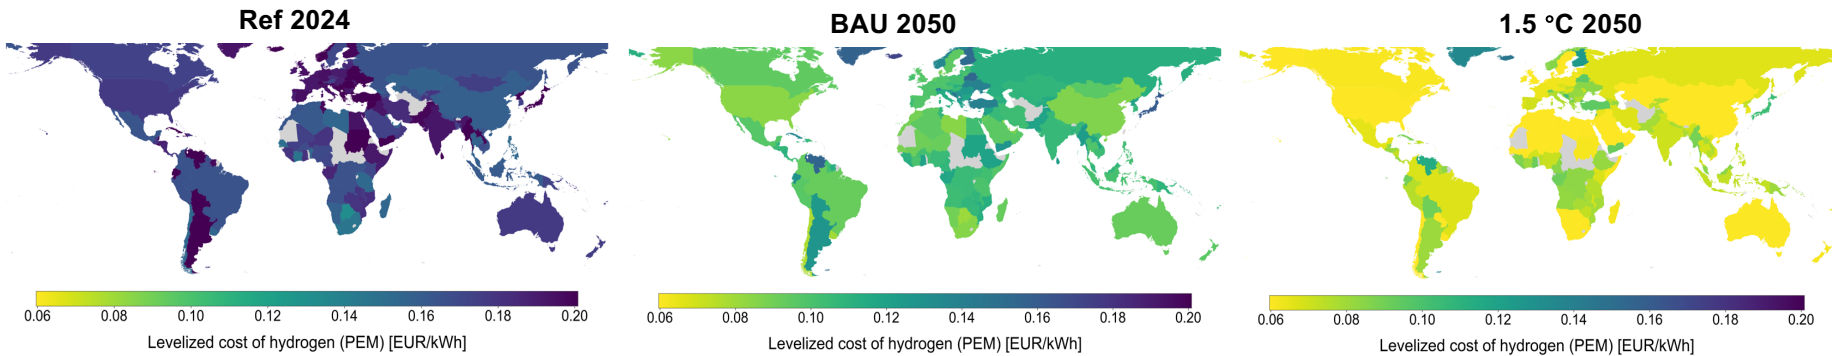 Ref 2024
BAU 2050
1.5 °C 2050
0.06 0.08 0.10 0.12 0.14 0.16 0.18 0.20
Levelized cost of hydrogen (PEM) [EUR/kWh]
0.06 0.08 0.10 0.12 0.14 0.16 0.18 0.20
Levelized cost of hydrogen (PEM) [EUR/kWh]
0.06 0.08 0.10 0.12 0.14 0.16 0.18 0.20
Levelized cost of hydrogen (PEM) [EUR/kWh]